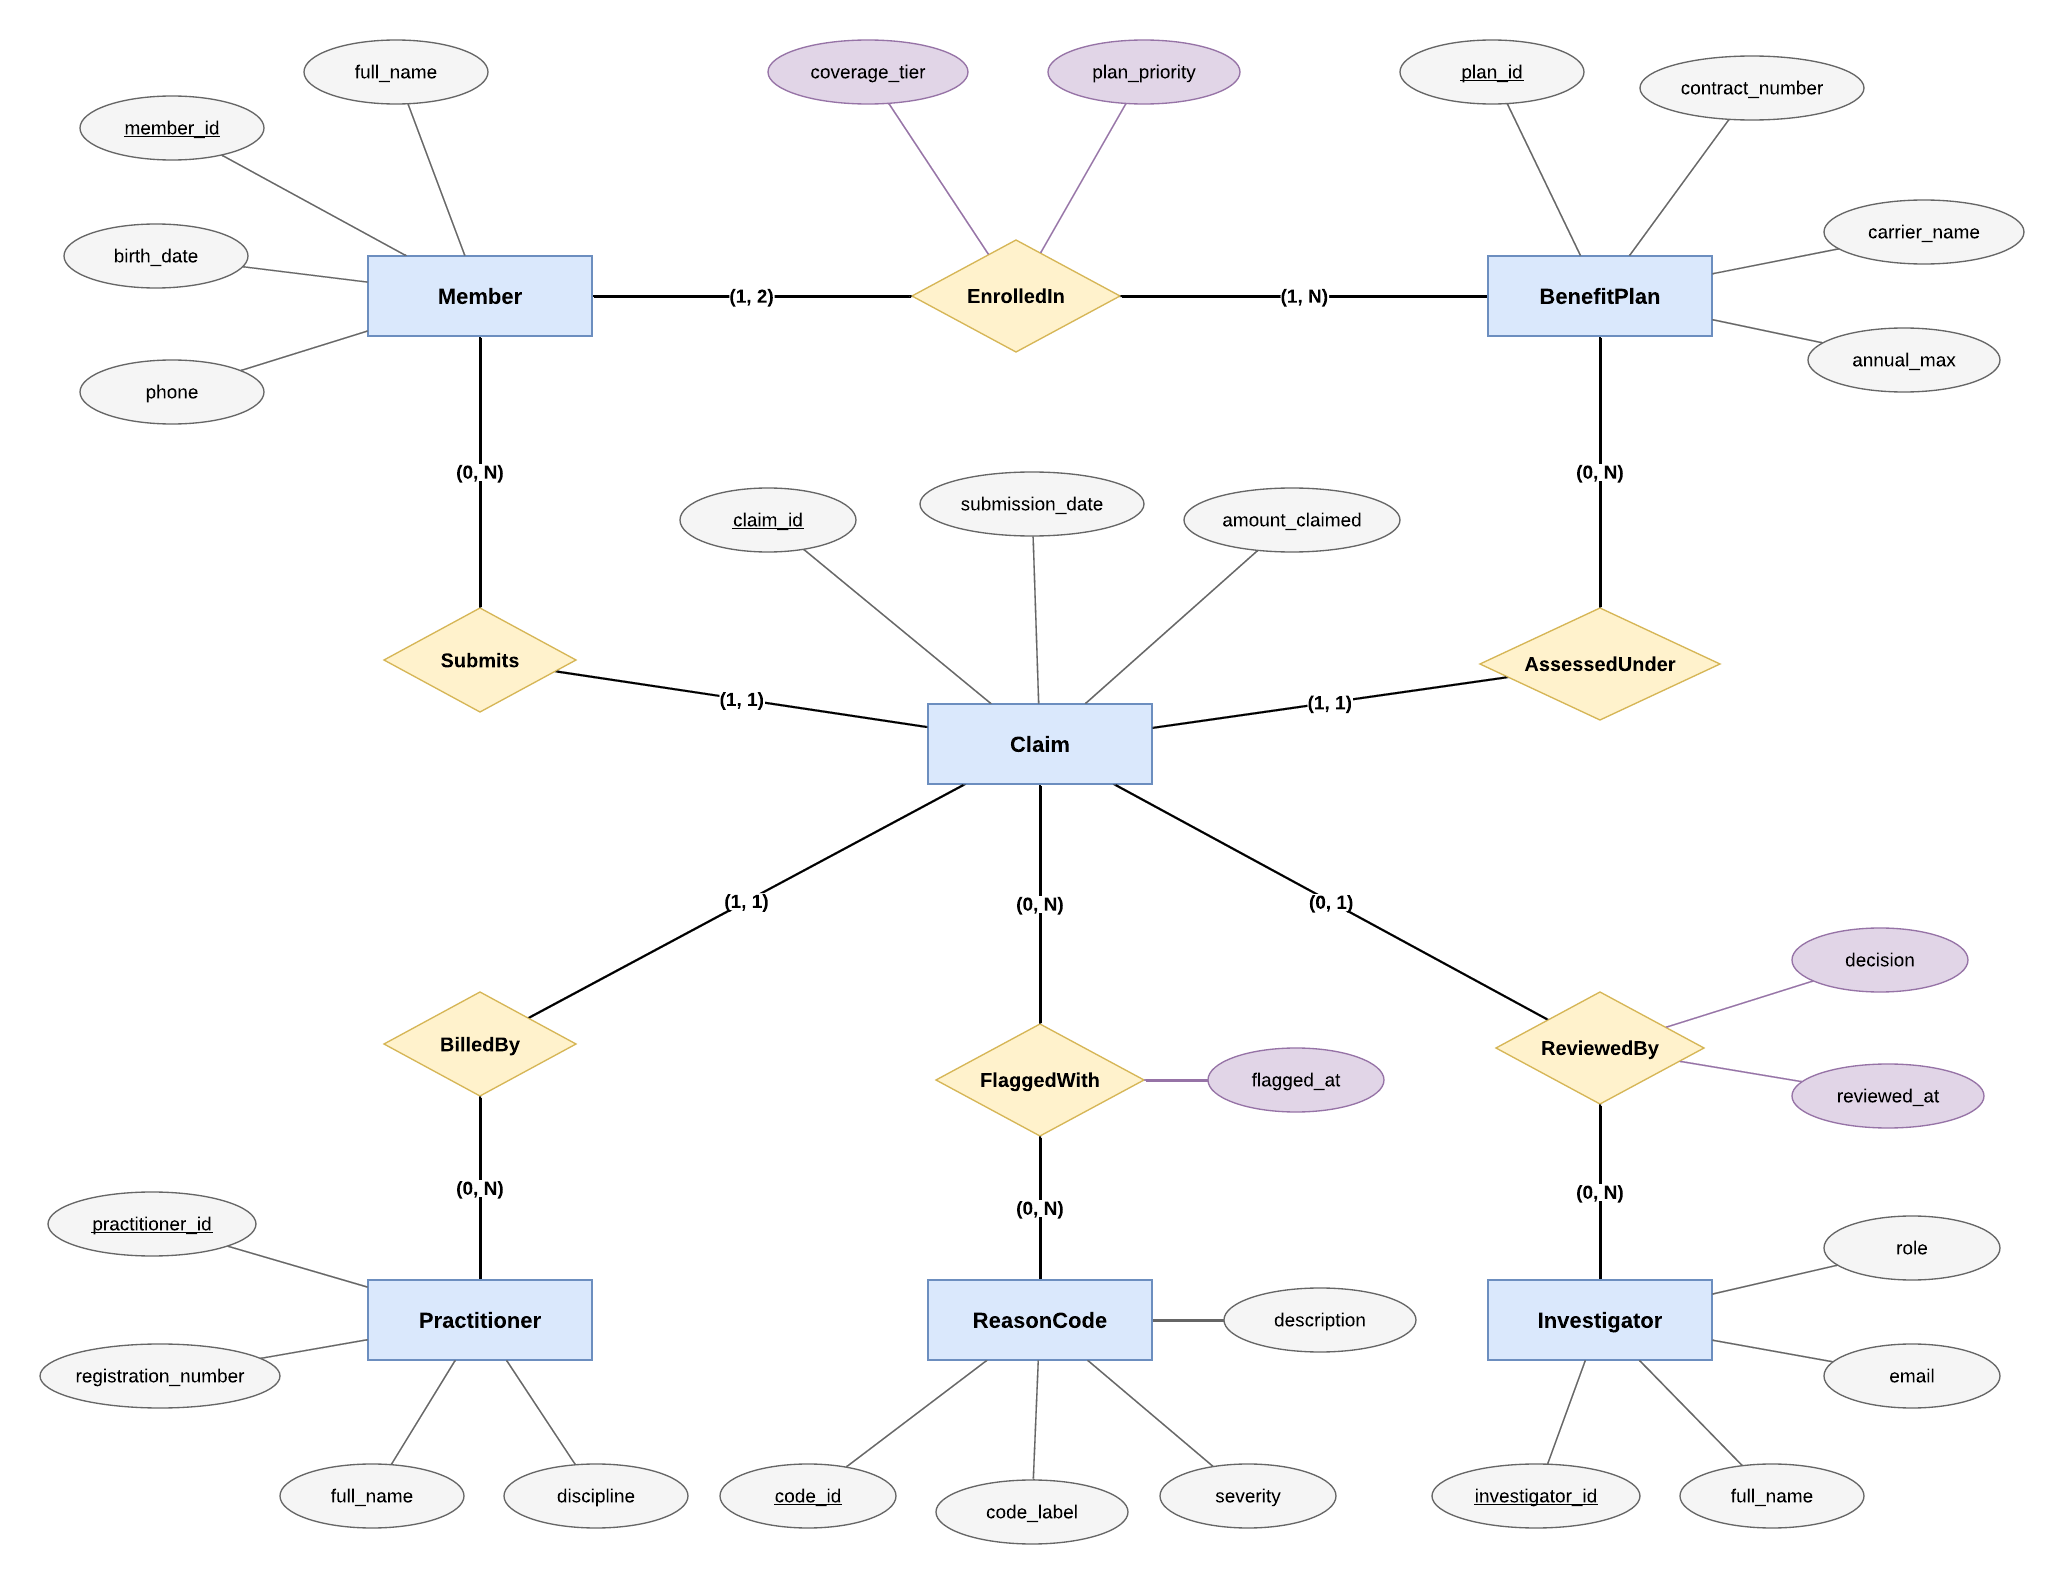 full_name
coverage_tier
plan_priority
plan_id
contract_number
member_id
birth_date
carrier_name
Member
(1, 2)
EnrolledIn
(1, N)
BenefitPlan
phone
annual_max
(0, N)
(0, N)
claim_id
submission_date
amount_claimed
Submits
AssessedUnder
(1, 1)
(1, 1)
Claim
(1, 1)
(0, N)
(0, 1)
decision
BilledBy
FlaggedWith
flagged_at
ReviewedBy
reviewed_at
(0, N)
(0, N)
(0, N)
practitioner_id
role
Practitioner
ReasonCode
description
Investigator
registration_number
email
full_name
discipline
code_id
code_label
severity
investigator_id
full_name